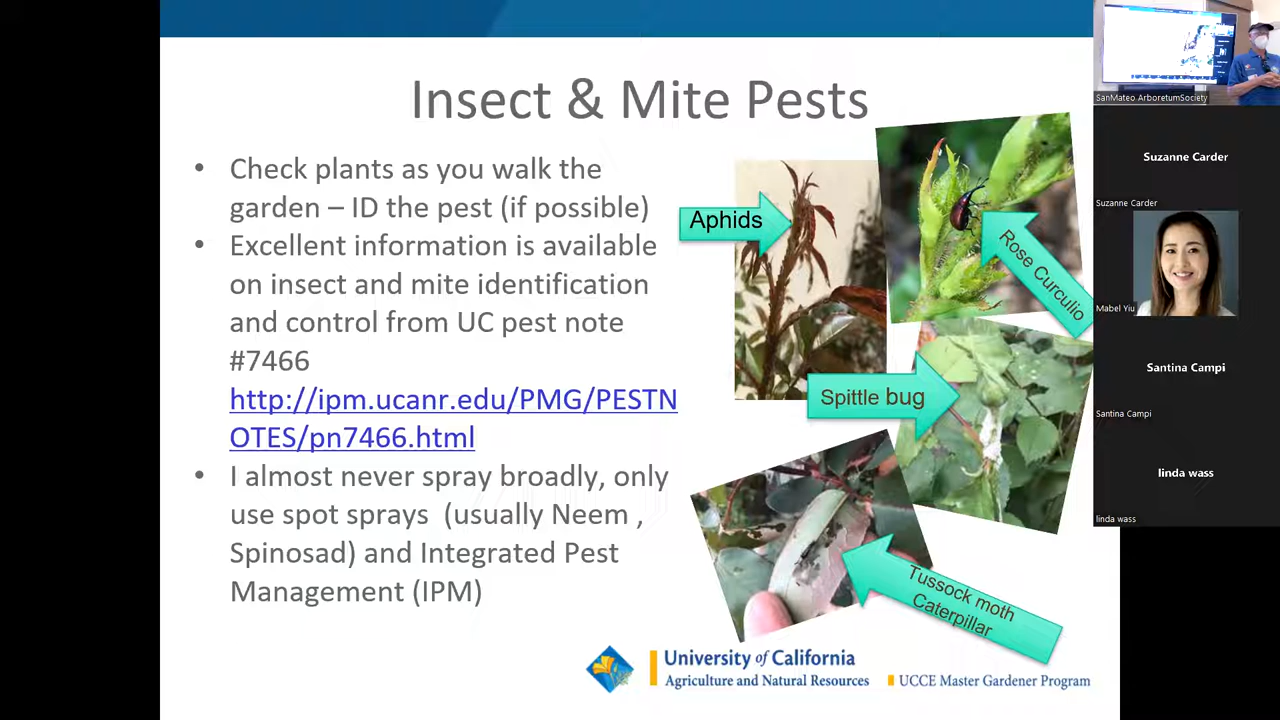 Insect & Mite Pests
• Check plants as you walk the
garden – ID the pest (if possible)
• Excellent information is available
on insect and mite identification
and control from UC pest note
#7466
http://ipm.ucanr.edu/PMG/PESTN
OTES/pn7466.html
• I almost never spray broadly, only
use spot sprays (usually Neem ,
Spinosad) and Integrated Pest
Management (IPM)
Aphids
Rose Curculio
Spittle bug
Tussock moth
Caterpillar
University of California
Agriculture and Natural Resources
UCCE Master Gardener Program
SanMateo ArboretumSociety
Suzanne Carder
Suzanne Carder
Mabel Yiu
Santina Campi
Santina Campi
linda wass
linda wass